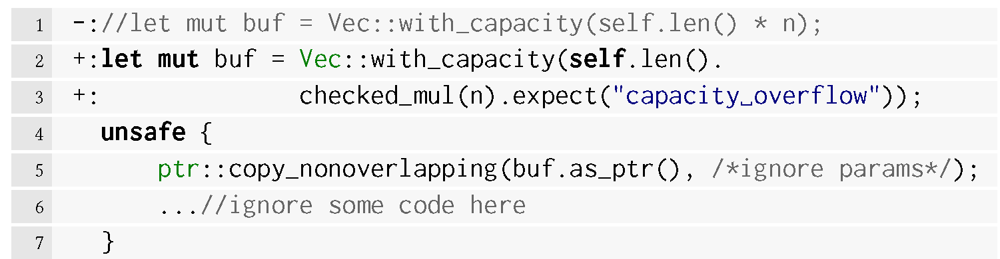 1 -://let mut buf = Vec::with_capacity(self.len() * n);
2 +:let mut buf = Vec::with_capacity(self.len().
3 +:              checked_mul(n).expect("capacity␣overflow"));
4   unsafe {
5       ptr::copy_nonoverlapping(buf.as_ptr(), /*ignore params*/);
6       ...//ignore some code here
7   }